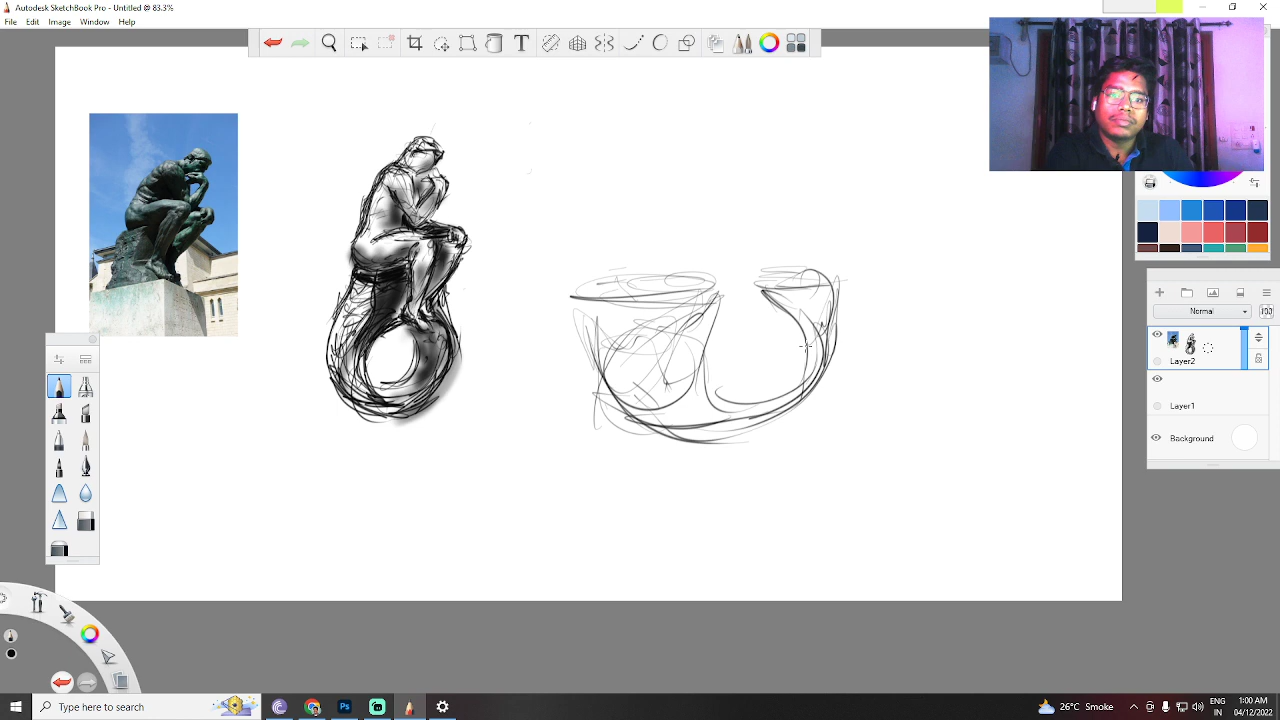 Autodesk SketchBook Pro - Untitled @ 83.3%
File Edit Image Window Help
T
Normal
Layer2
Layer1
Background
Type here to search
Ps
26°C Smoke
ENG
IN
1:00 AM
04/12/2022